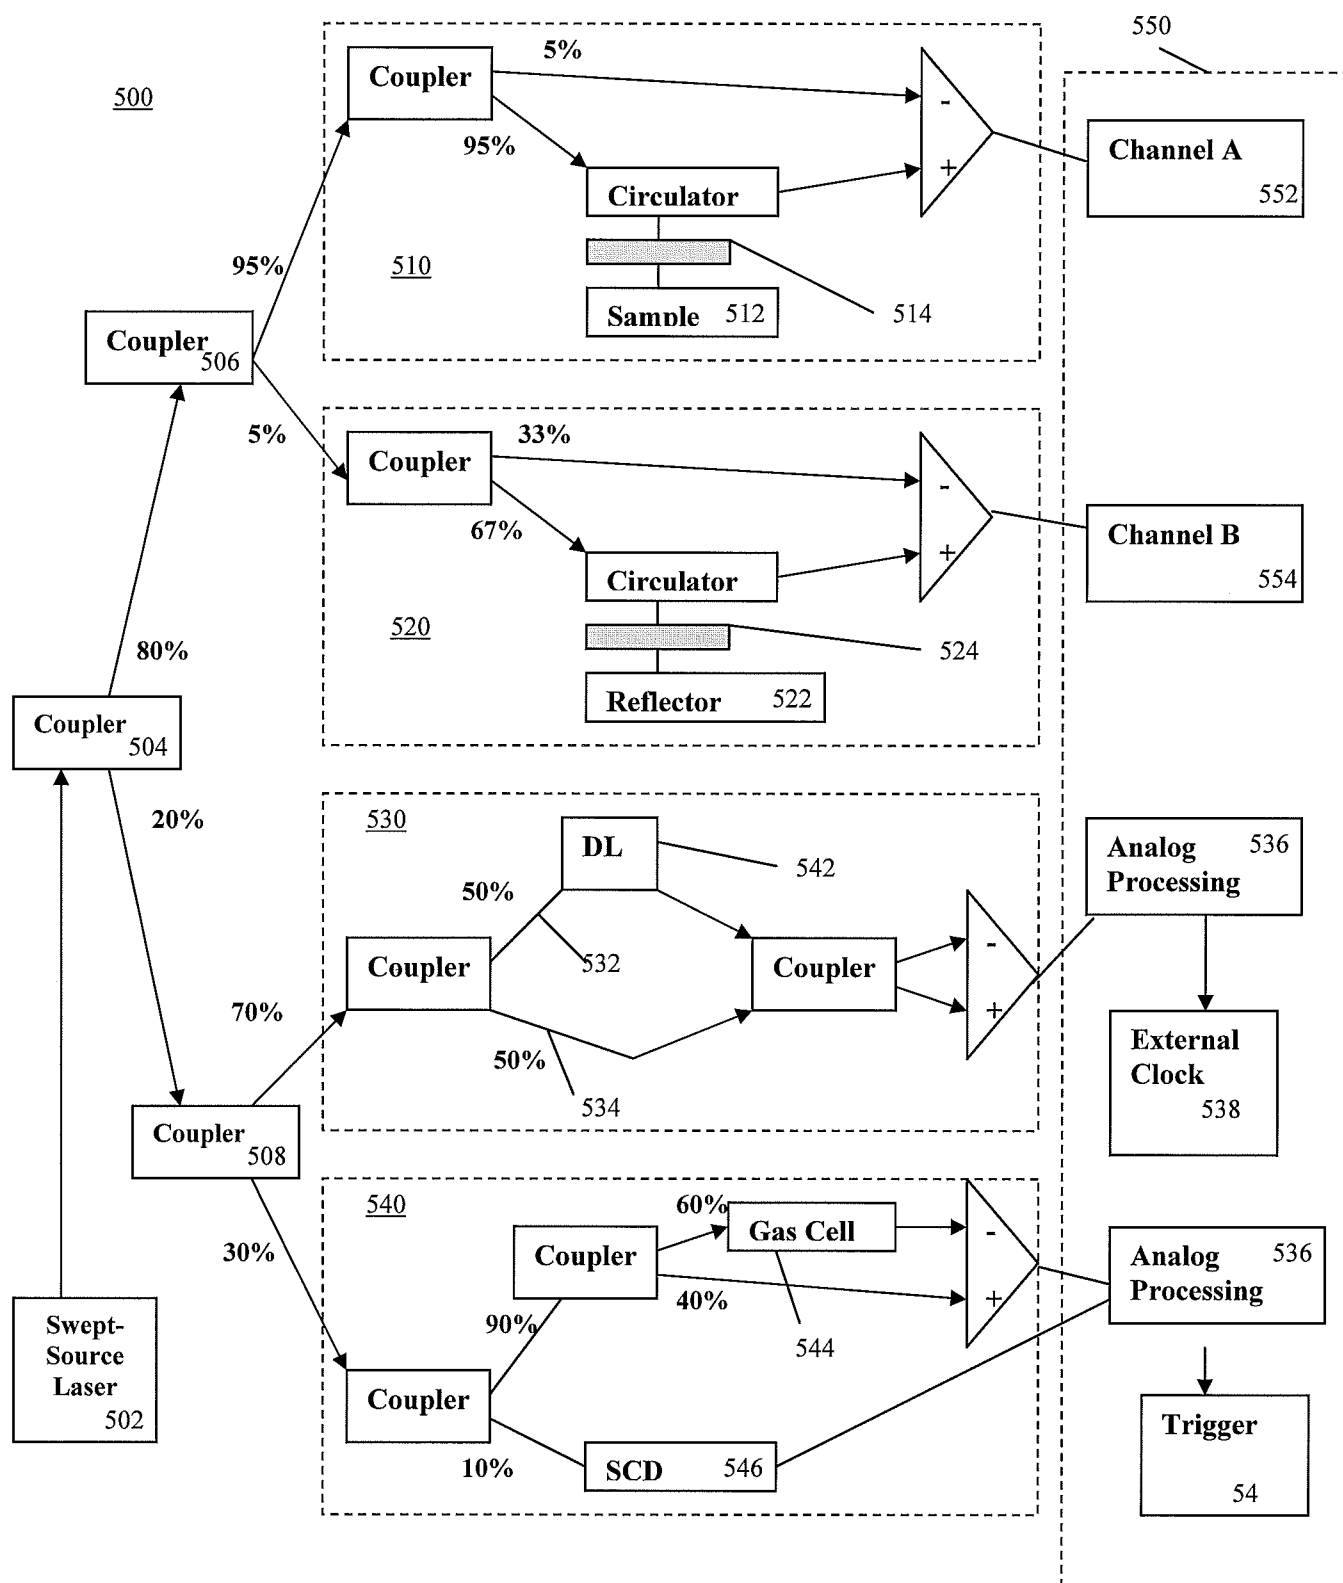 550
500
Coupler
5%
-
95%
+
Circulator
Channel A
552
95%
510
Sample 512
514
Coupler
506
5%
Coupler
33%
-
67%
+
Circulator
Channel B
554
520
524
Reflector 522
80%
Coupler
504
20%
530
DL
542
50%
532
Coupler
Coupler
-
+
Analog 536
Processing
70%
50%
534
External
Clock
538
Coupler
508
540
60%
Gas Cell
-
Coupler
40%
+
544
Analog 536
Processing
30%
90%
Swept-
Source
Laser
502
Coupler
10%
SCD 546
Trigger
54